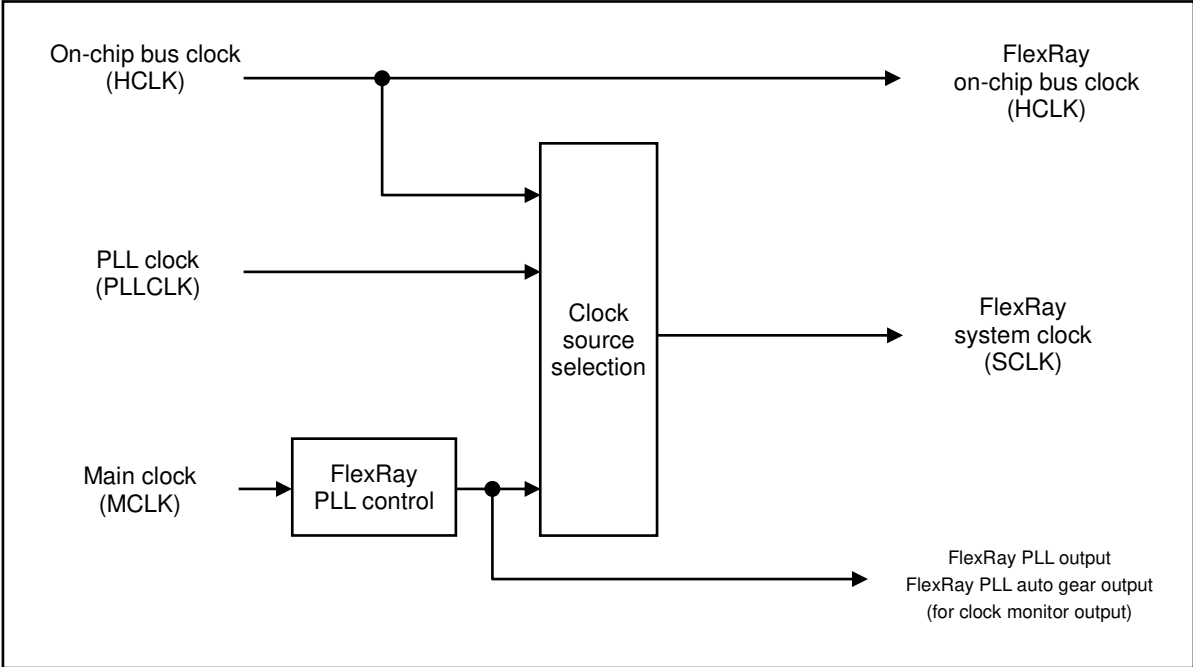 On-chip bus clock
(HCLK)
FlexRay
on-chip bus clock
(HCLK)
PLL clock
(PLLCLK)
Clock
source
selection
FlexRay
system clock
(SCLK)
Main clock
(MCLK)
FlexRay
PLL control
FlexRay PLL output
FlexRay PLL auto gear output
(for clock monitor output)